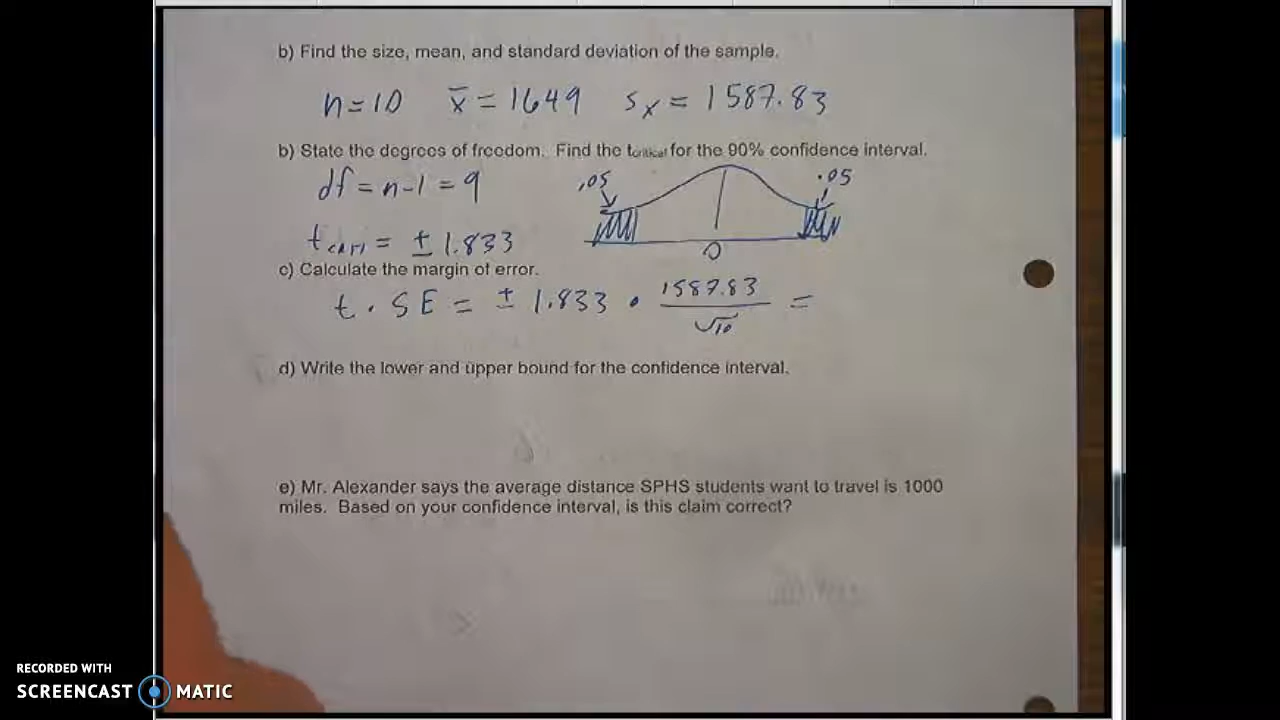 b) Find the size, mean, and standard deviation of the sample.
n=10 x̄ = 1649 Sx = 1587.83
b) State the degrees of freedom. Find the tcritical for the 90% confidence interval.
df = n-1 = 9
.05 .05
tcrit = ± 1.833
0
c) Calculate the margin of error.
t · SE = ± 1.833 · 1587.83 / √10 =
d) Write the lower and upper bound for the confidence interval.
e) Mr. Alexander says the average distance SPHS students want to travel is 1000
miles. Based on your confidence interval, is this claim correct?
RECORDED WITH
SCREENCAST MATIC